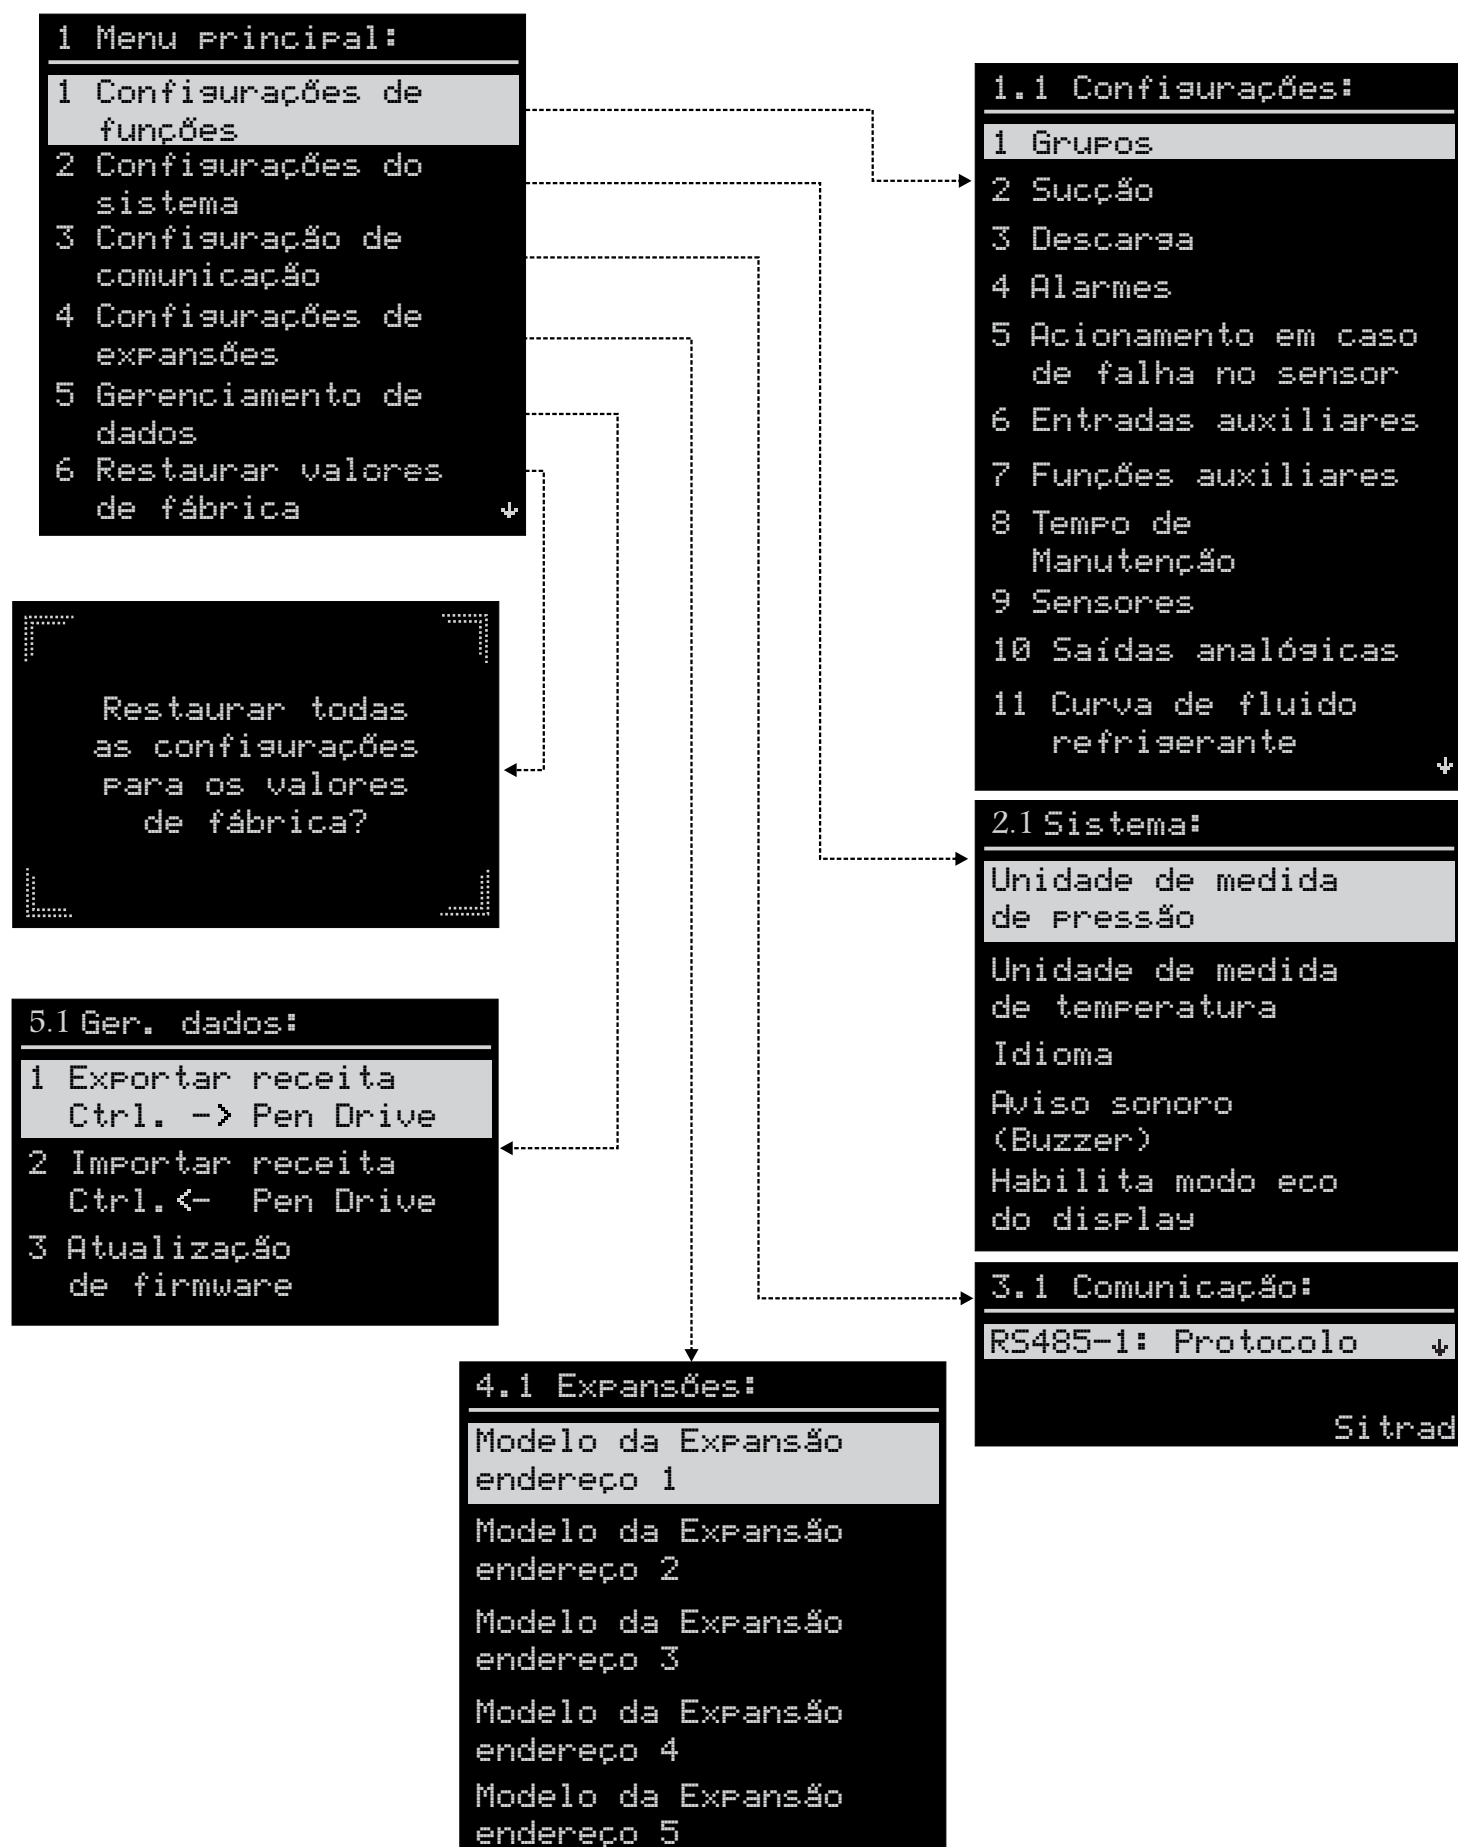 1 Menu principal:
1 Configurações de
funções
2 Configurações do
sistema
3 Configuração de
comunicação
4 Configurações de
expansões
5 Gerenciamento de
dados
6 Restaurar valores
de fábrica
Restaurar todas
as configurações
para os valores
de fábrica?
5.1 Ger. dados:
1 Exportar receita
Ctrl. -> Pen Drive
2 Importar receita
Ctrl.<- Pen Drive
3 Atualização
de firmware
4.1 Expansões:
Modelo da Expansão
endereço 1
Modelo da Expansão
endereço 2
Modelo da Expansão
endereço 3
Modelo da Expansão
endereço 4
Modelo da Expansão
endereço 5
1.1 Configurações:
1 Grupos
2 Sucção
3 Descarga
4 Alarmes
5 Acionamento em caso
de falha no sensor
6 Entradas auxiliares
7 Funções auxiliares
8 Tempo de
Manutenção
9 Sensores
10 Saídas analógicas
11 Curva de fluido
refrigerante
2.1 Sistema:
Unidade de medida
de pressão
Unidade de medida
de temperatura
Idioma
Aviso sonoro
(Buzzer)
Habilita modo eco
do display
3.1 Comunicação:
RS485-1: Protocolo
Sitrad